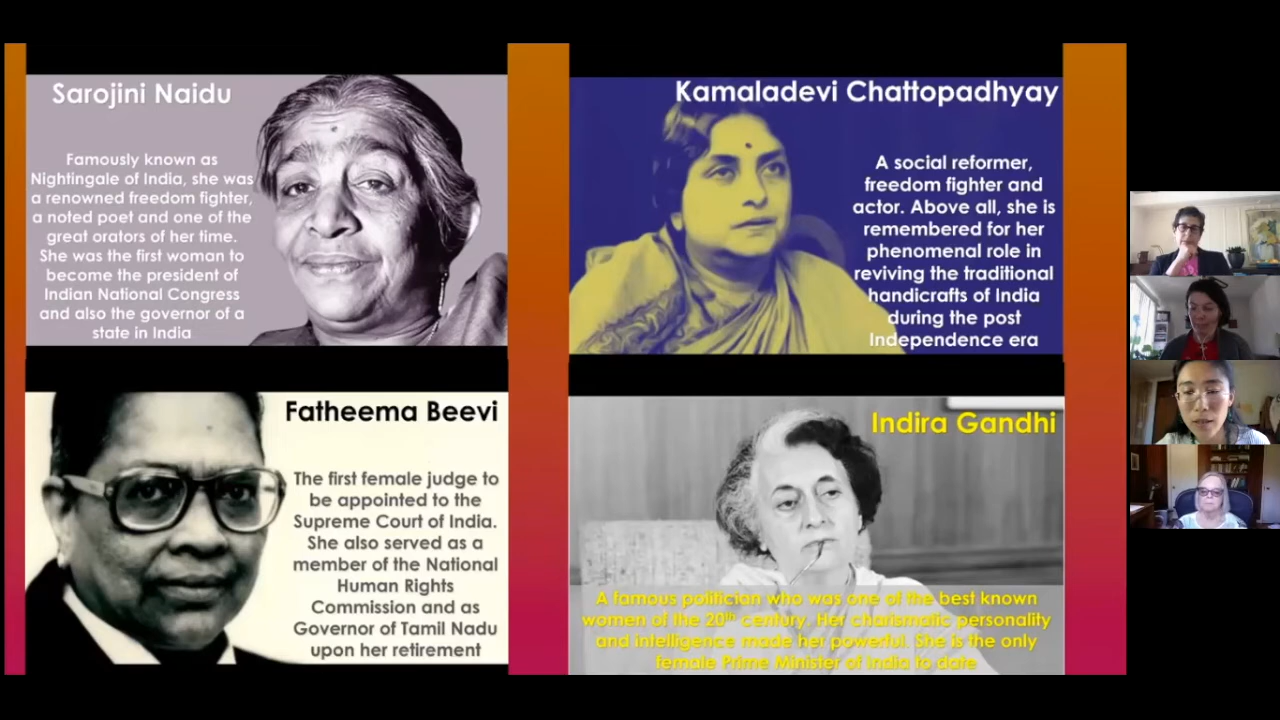 Sarojini Naidu
Famously known as
Nightingale of India, she was
a renowned freedom fighter,
a noted poet and one of the
great orators of her time.
She was the first woman to
become the president of
Indian National Congress
and also the governor of a
state in India
Kamaladevi Chattopadhyay
A social reformer,
freedom fighter and
actor. Above all, she is
remembered for her
phenomenal role in
reviving the traditional
handicrafts of India
during the post
Independence era
Fatheema Beevi
The first female judge to
be appointed to the
Supreme Court of India.
She also served as a
member of the National
Human Rights
Commission and as
Governor of Tamil Nadu
upon her retirement
Indira Gandhi
A famous politician who was one of the best known
women of the 20th century. Her charismatic personality
and intelligence made her powerful. She is the only
female Prime Minister of India to date